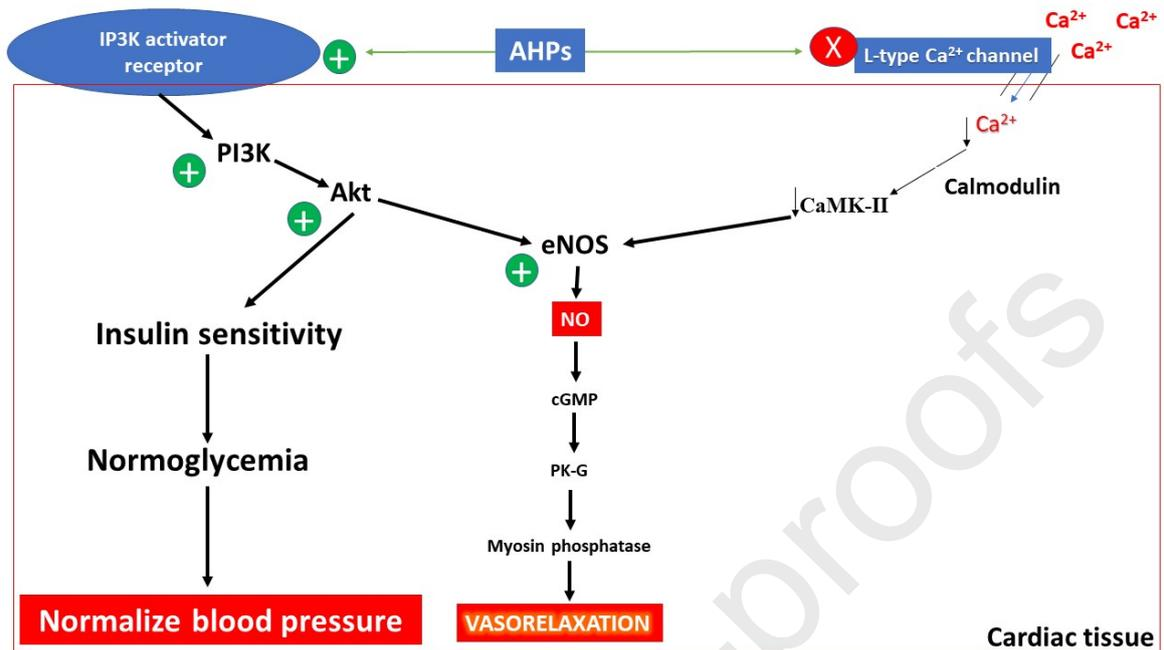 IP3K activator
receptor
+
AHPs
X
L-type Ca²⁺ channel
Ca²⁺
Ca²⁺
Ca²⁺
Ca²⁺
PI3K
+
Akt
+
Calmodulin
CaMK-II
eNOS
+
NO
Insulin sensitivity
cGMP
Normoglycemia
PK-G
Myosin phosphatase
Normalize blood pressure
VASORELAXATION
Cardiac tissue
proofs